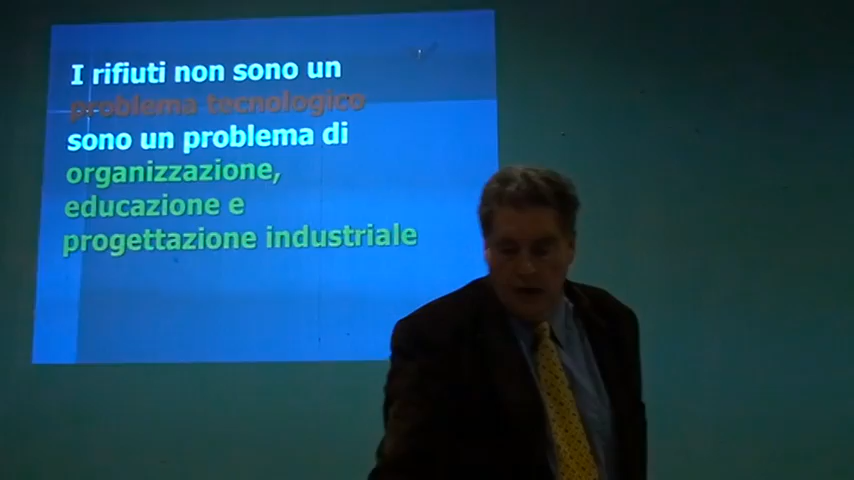 I rifiuti non sono un
problema tecnologico
sono un problema di
organizzazione,
educazione e
progettazione industriale